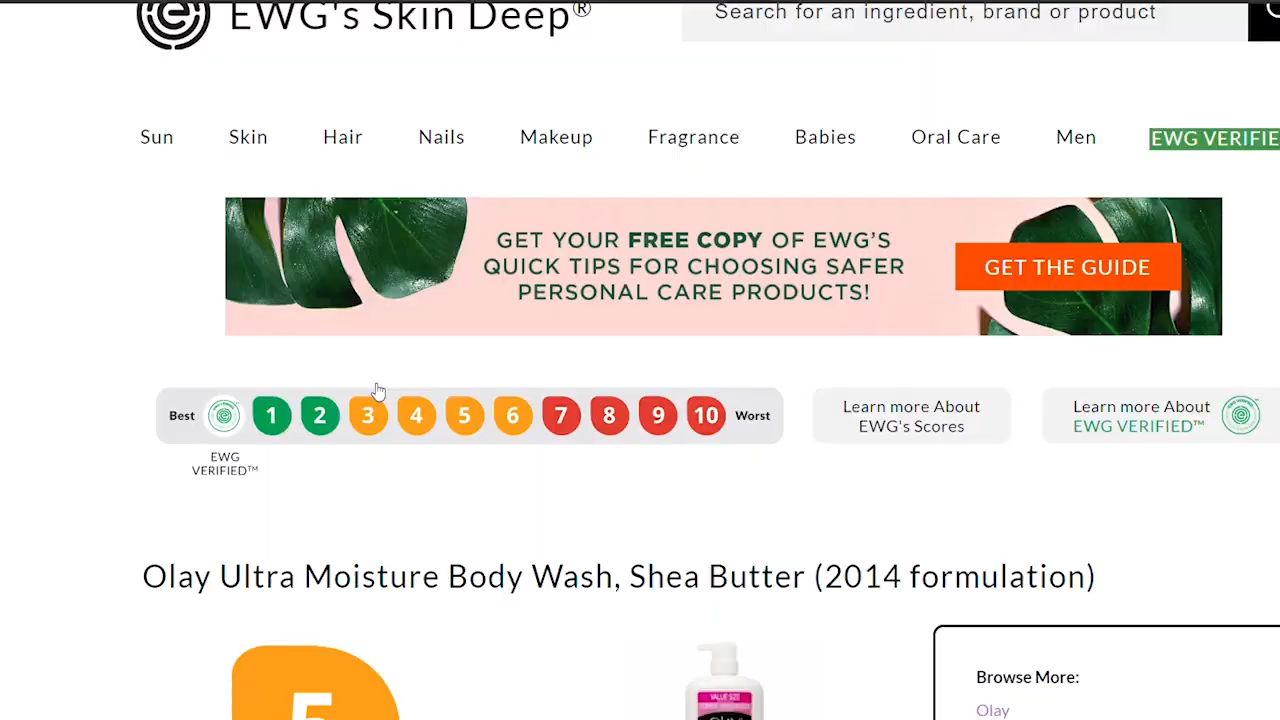 EWG's Skin Deep®
Search for an ingredient, brand or product
Sun Skin Hair Nails Makeup Fragrance Babies Oral Care Men EWG VERIFIE
GET YOUR FREE COPY OF EWG'S
QUICK TIPS FOR CHOOSING SAFER
PERSONAL CARE PRODUCTS!
GET THE GUIDE
Best 1 2 3 4 5 6 7 8 9 10 Worst
EWG
VERIFIED™
Learn more About
EWG's Scores
Learn more About
EWG VERIFIED™
Olay Ultra Moisture Body Wash, Shea Butter (2014 formulation)
5
VALUE SIZE
Browse More:
Olay